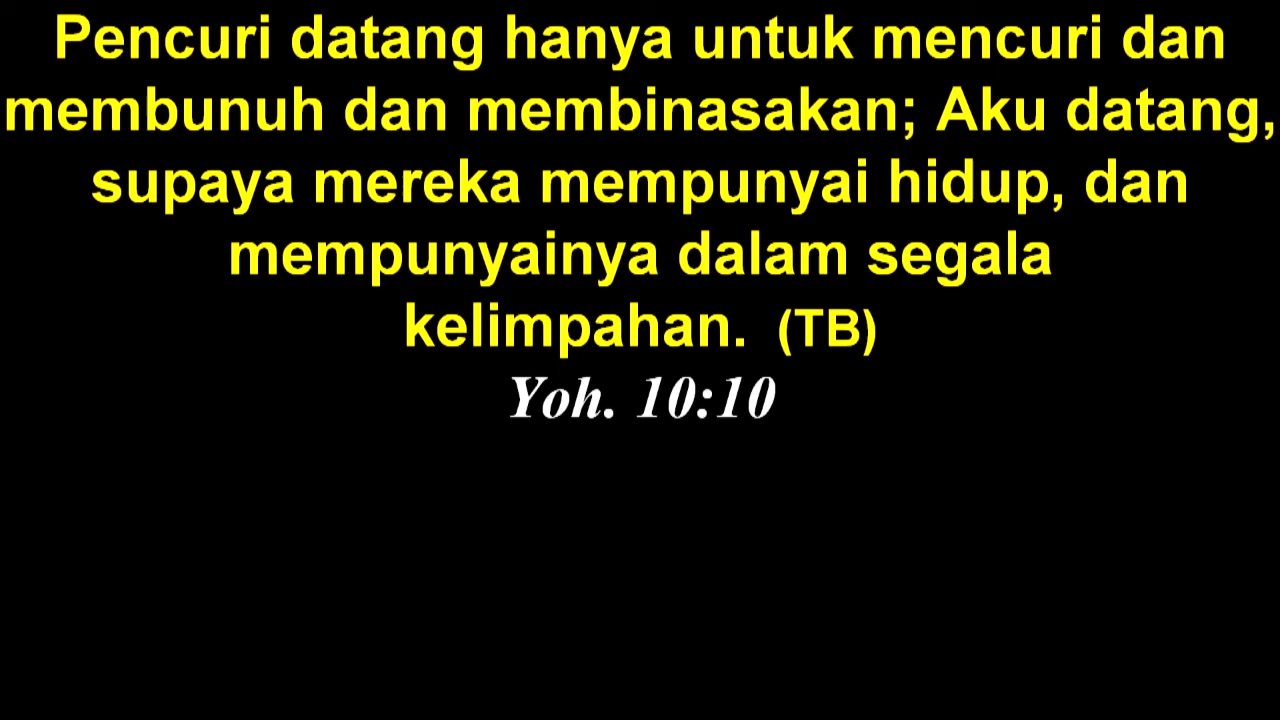 Pencuri datang hanya untuk mencuri dan
membunuh dan membinasakan; Aku datang,
supaya mereka mempunyai hidup, dan
mempunyainya dalam segala
kelimpahan. (TB)
Yoh. 10:10